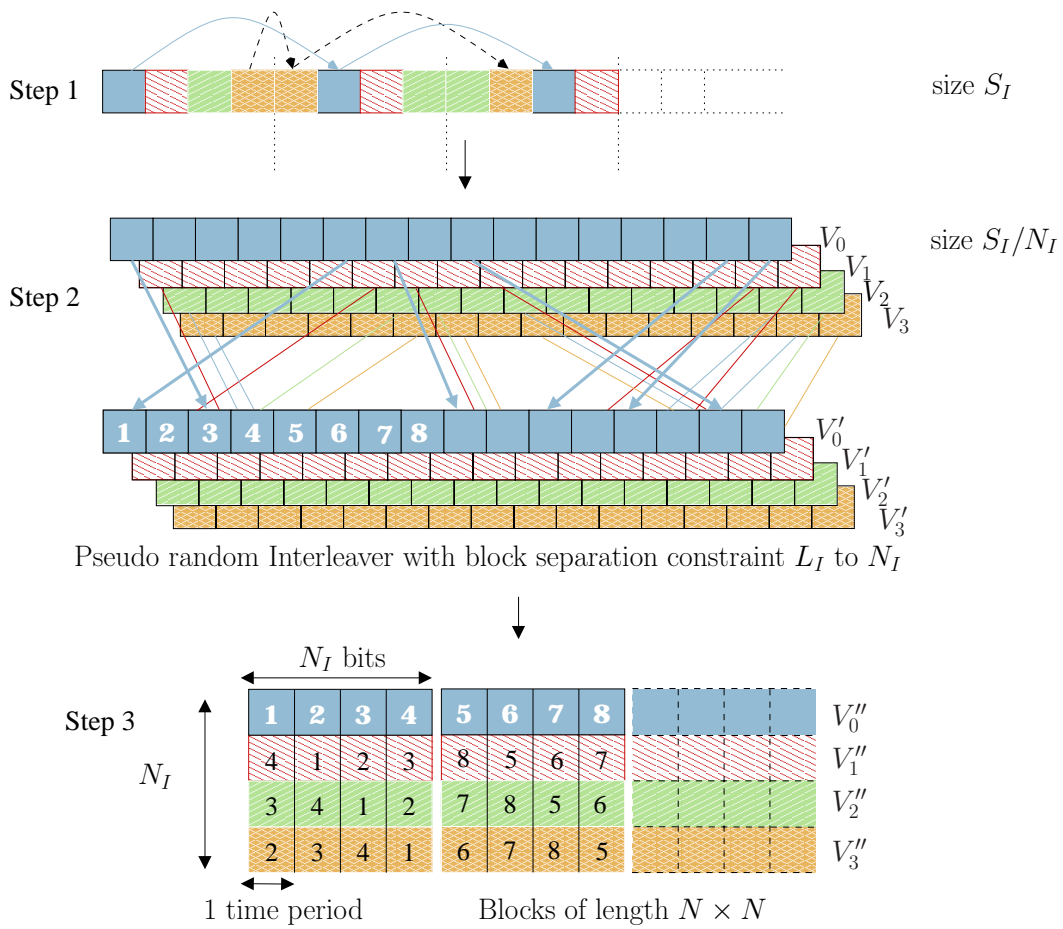 Step 1
size $S_I$
size $S_I/N_I$
$V_0$
$V_1$
Step 2
$V_2$
$V_3$
1 2 3 4 5 6 7 8
$V_0'$
$V_1'$
$V_2'$
$V_3'$
Pseudo random Interleaver with block separation constraint $L_I$ to $N_I$
$N_I$ bits
Step 3
1 2 3 4 5 6 7 8
$V_0''$
4 1 2 3 8 5 6 7
$V_1''$
$N_I$
3 4 1 2 7 8 5 6
$V_2''$
2 3 4 1 6 7 8 5
$V_3''$
1 time period
Blocks of length $N \times N$